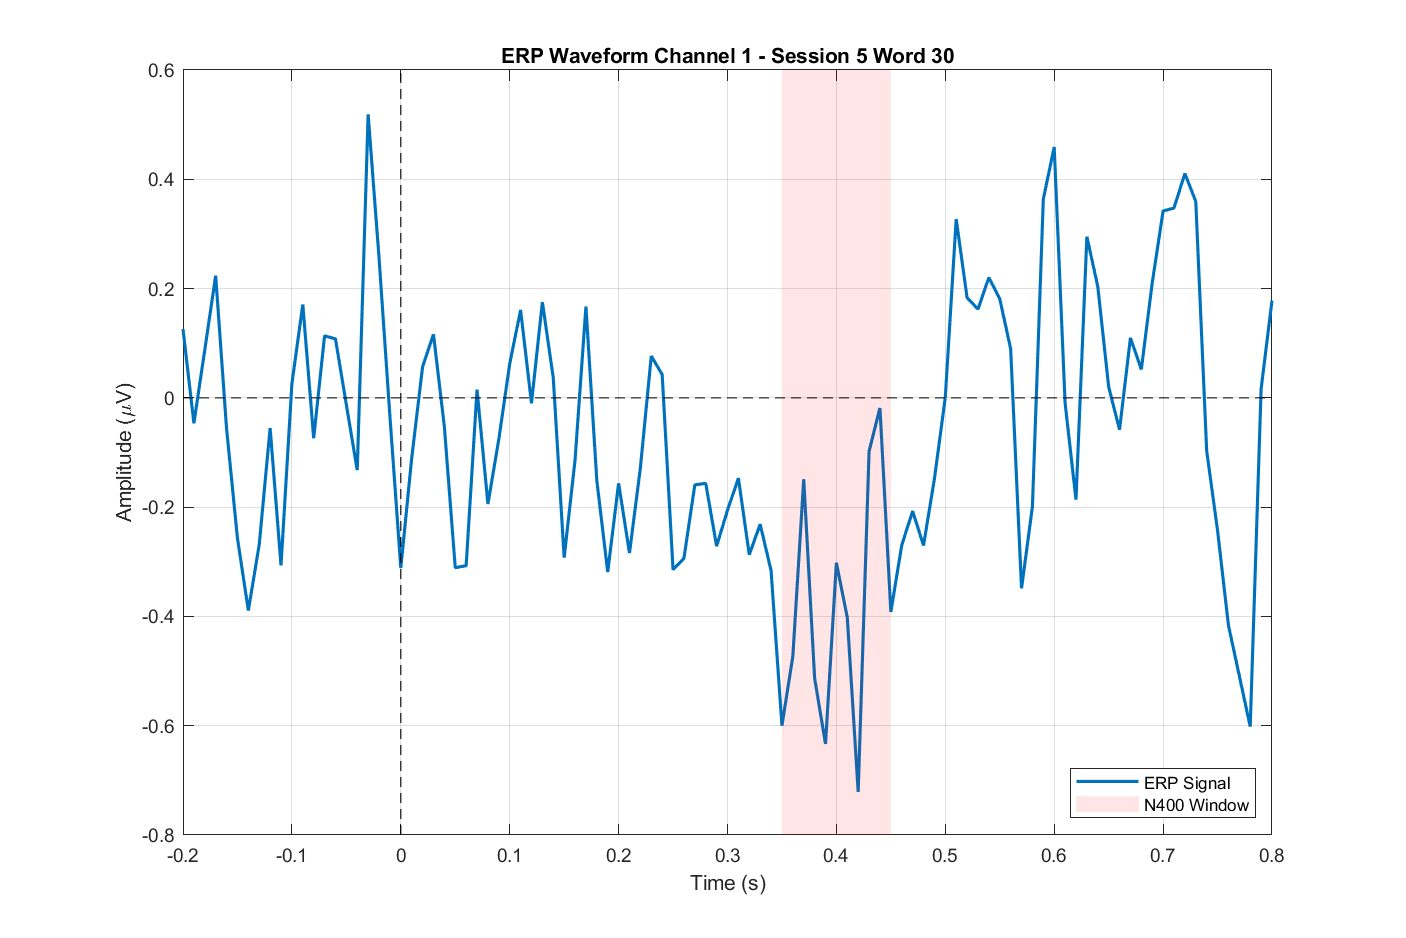 ERP Waveform Channel 1 - Session 5 Word 30
0.6
0.4
0.2
0
-0.2
-0.4
-0.6
-0.8
Amplitude (μV)
-0.2 -0.1 0 0.1 0.2 0.3 0.4 0.5 0.6 0.7 0.8
Time (s)
ERP Signal
N400 Window